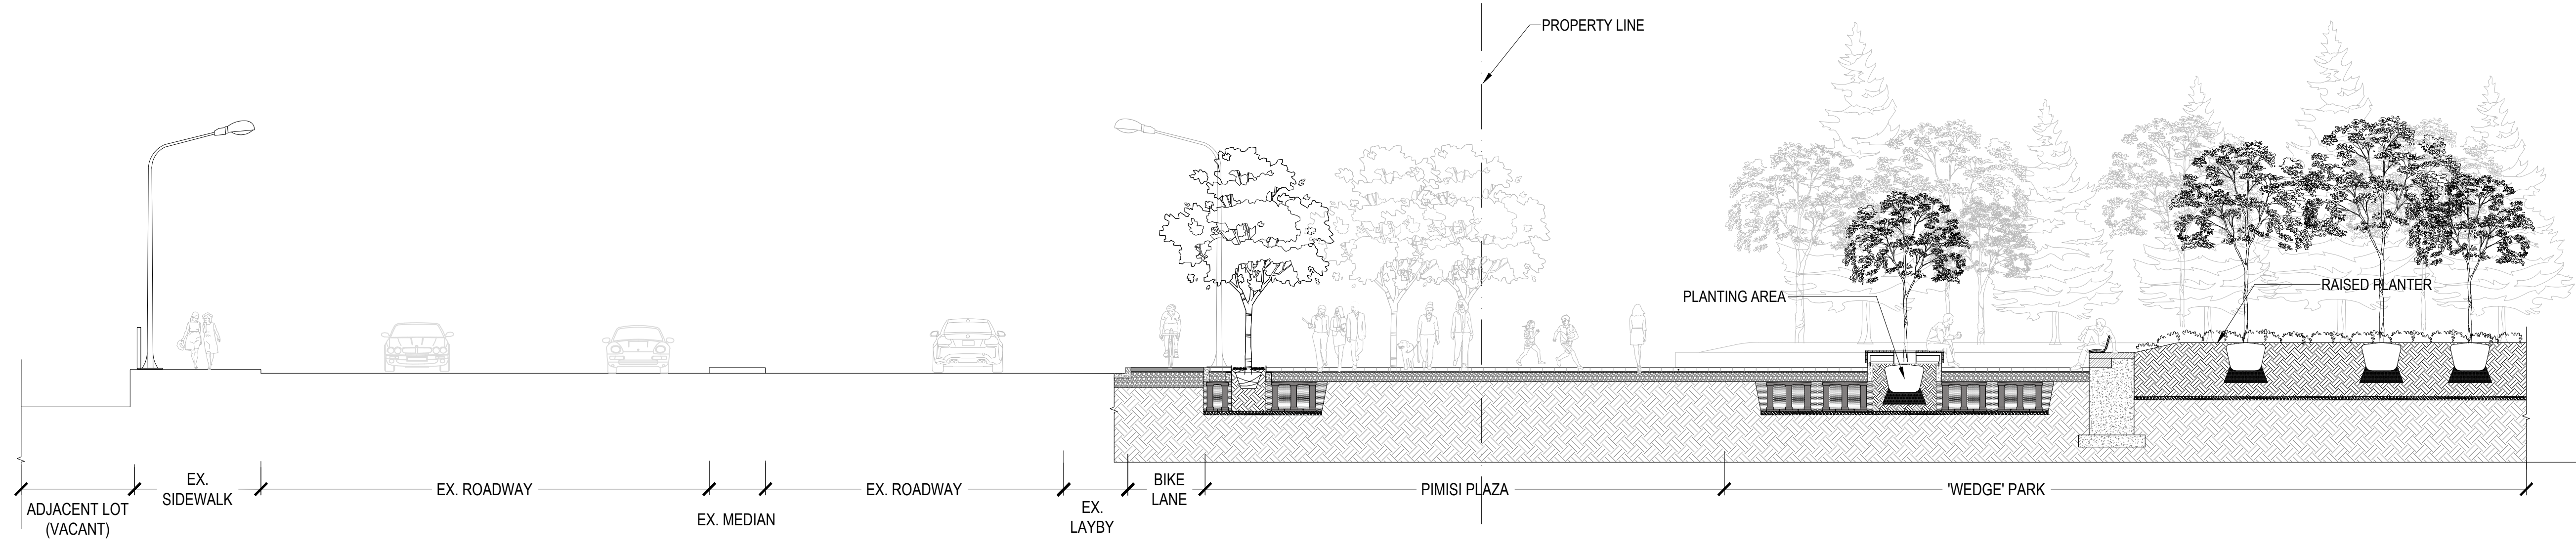 PROPERTY LINE
PLANTING AREA
RAISED PLANTER
ADJACENT LOT
(VACANT)
EX.
SIDEWALK
EX. ROADWAY
EX. MEDIAN
EX. ROADWAY
EX.
LAYBY
BIKE
LANE
PIMISI PLAZA
'WEDGE' PARK